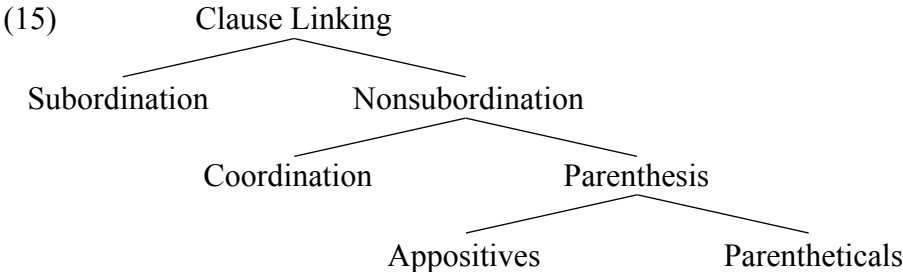 (15) Clause Linking
Subordination Nonsubordination
Coordination Parenthesis
Appositives Parentheticals